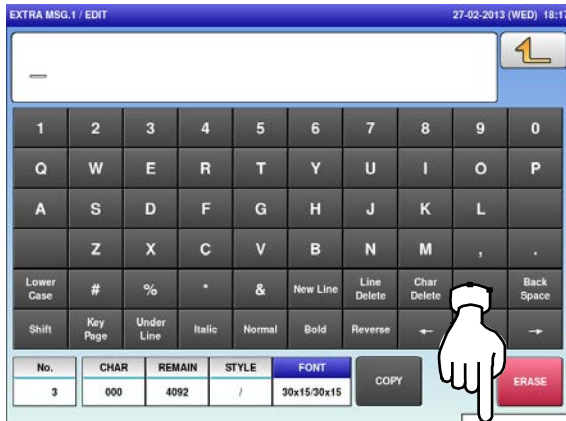 EXTRA MSG.1 / EDIT 27-02-2013 (WED) 18:17
_
1 2 3 4 5 6 7 8 9 0
Q W E R T Y U I O P
A S D F G H J K L
Z X C V B N M , .
Lower Case # % * & New Line Line Delete Char Delete Back Space
Shift Key Page Under Line Italic Normal Bold Reverse ← →
No. CHAR REMAIN STYLE FONT COPY ERASE
3 000 4092 / 30x15/30x15